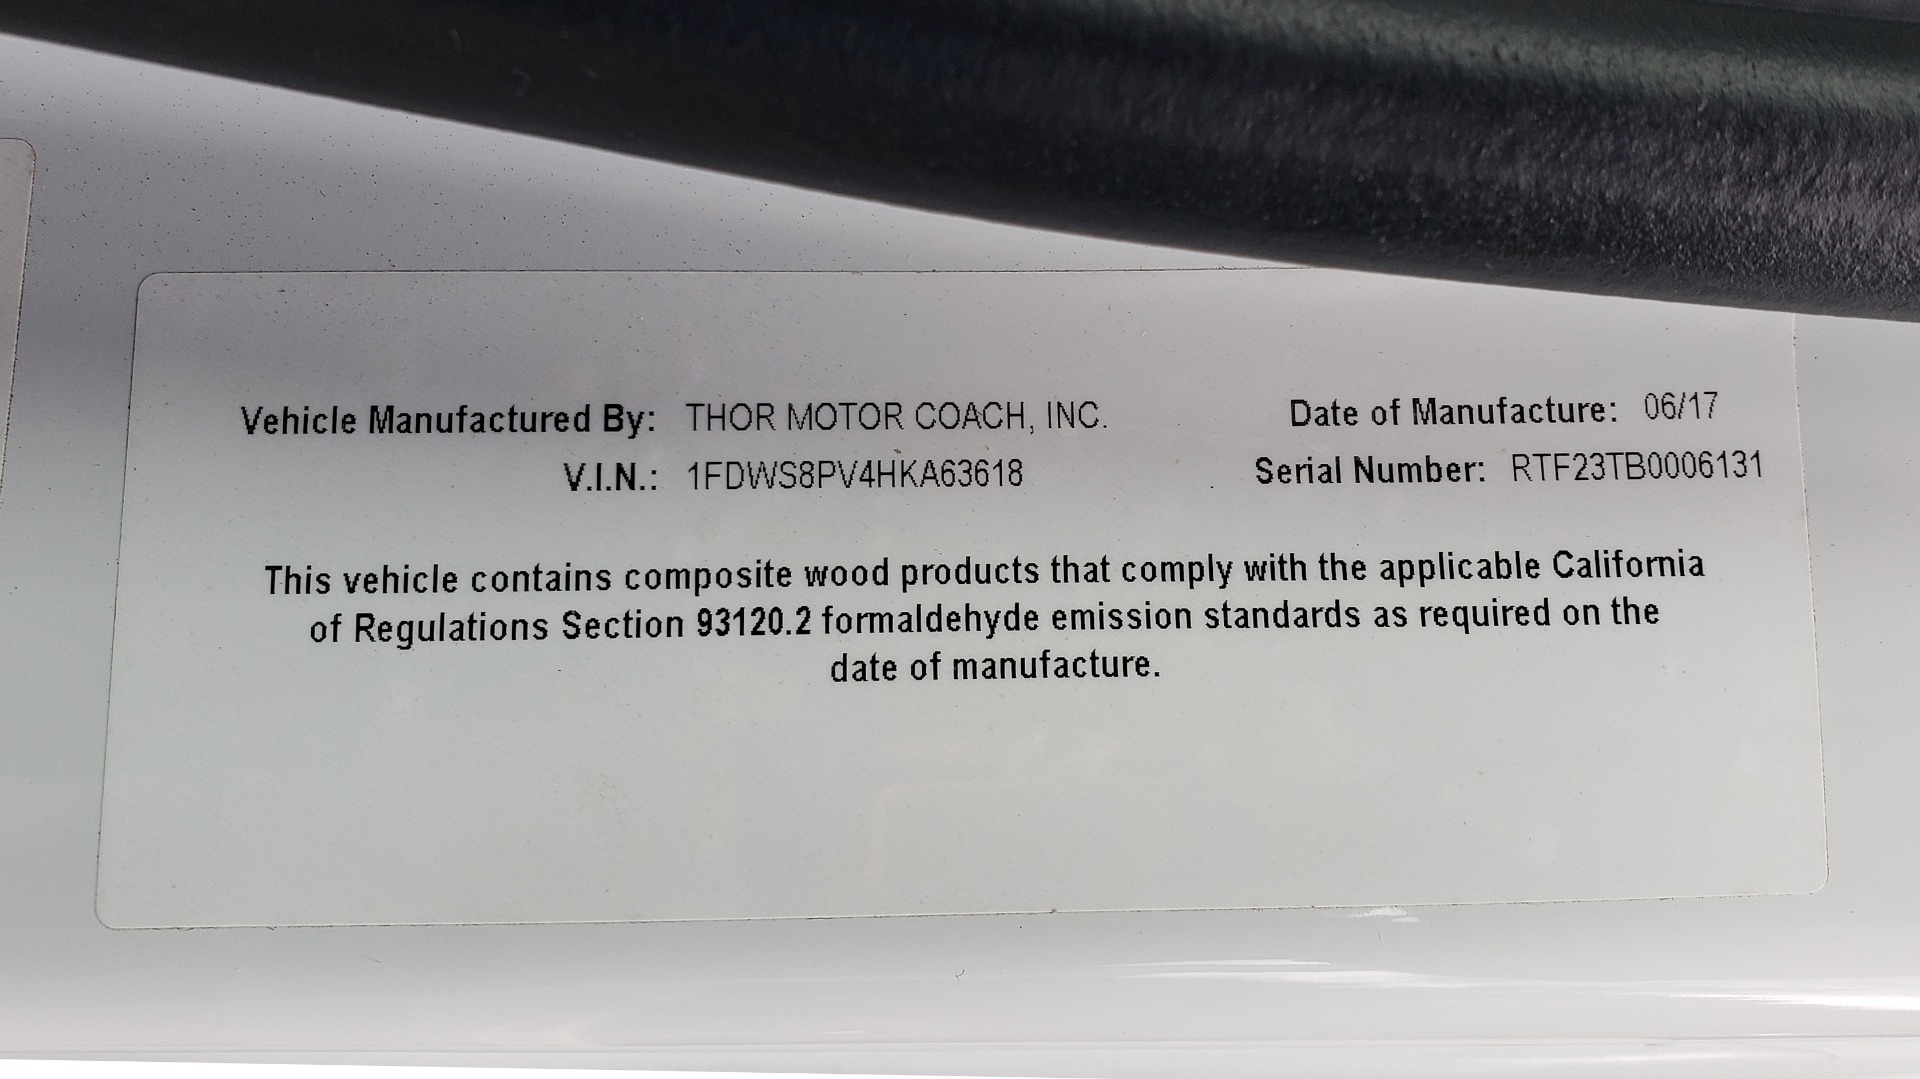 Vehicle Manufactured By: THOR MOTOR COACH, INC. Date of Manufacture: 06/17
V.I.N.: 1FDWS8PV4HKA63618 Serial Number: RTF23TB0006131
This vehicle contains composite wood products that comply with the applicable California
of Regulations Section 93120.2 formaldehyde emission standards as required on the
date of manufacture.